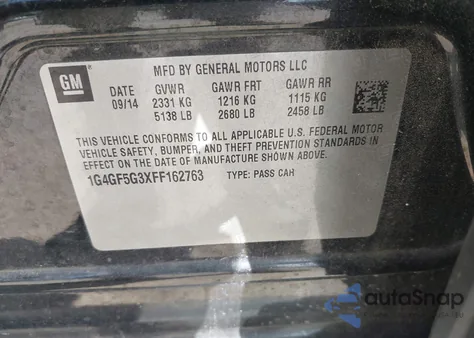 GM
MFD BY GENERAL MOTORS LLC
DATE GVWR GAWR FRT GAWR RR
09/14 2331 KG 1216 KG 1115 KG
5138 LB 2680 LB 2458 LB
THIS VEHICLE CONFORMS TO ALL APPLICABLE U.S. FEDERAL MOTOR
VEHICLE SAFETY, BUMPER, AND THEFT PREVENTION STANDARDS IN
EFFECT ON THE DATE OF MANUFACTURE SHOWN ABOVE.
1G4GF5G3XFF162763 TYPE: PASS CAR
autoSnap